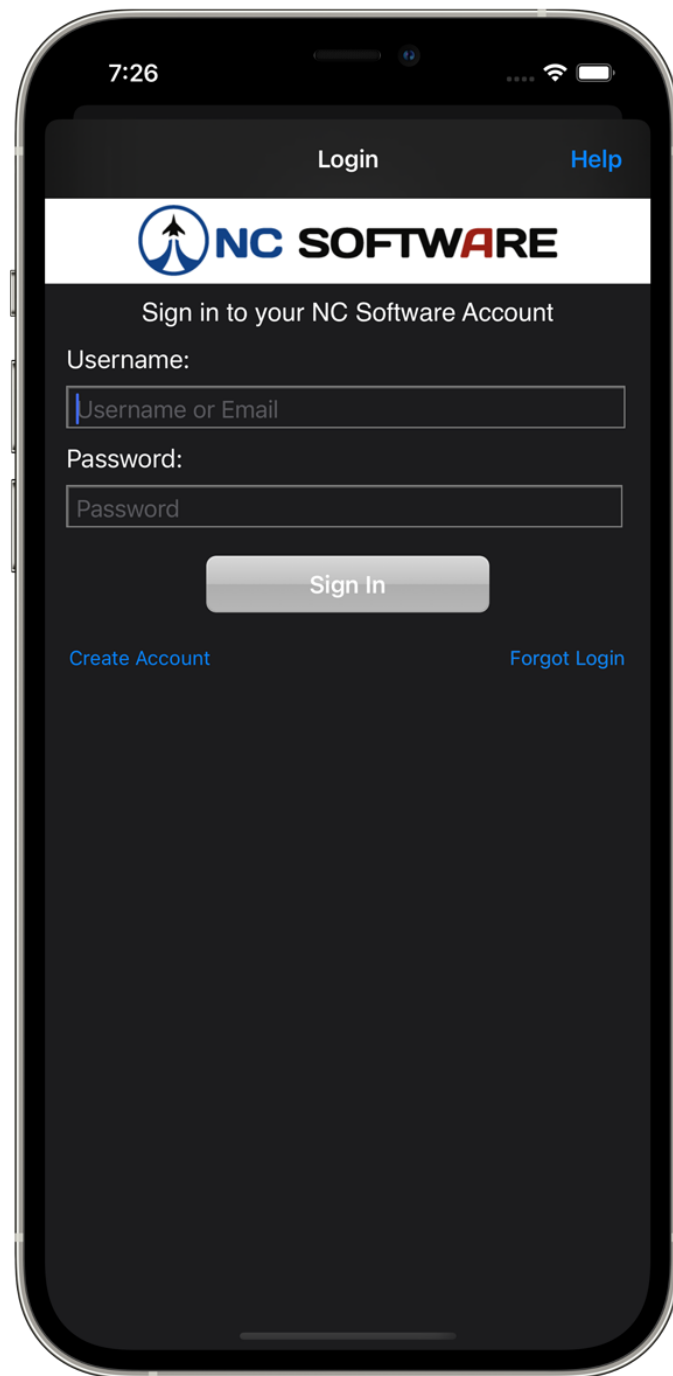 7:26
Login Help
NC SOFTWARE
Sign in to your NC Software Account
Username:
Username or Email
Password:
Password
Sign In
Create Account Forgot Login